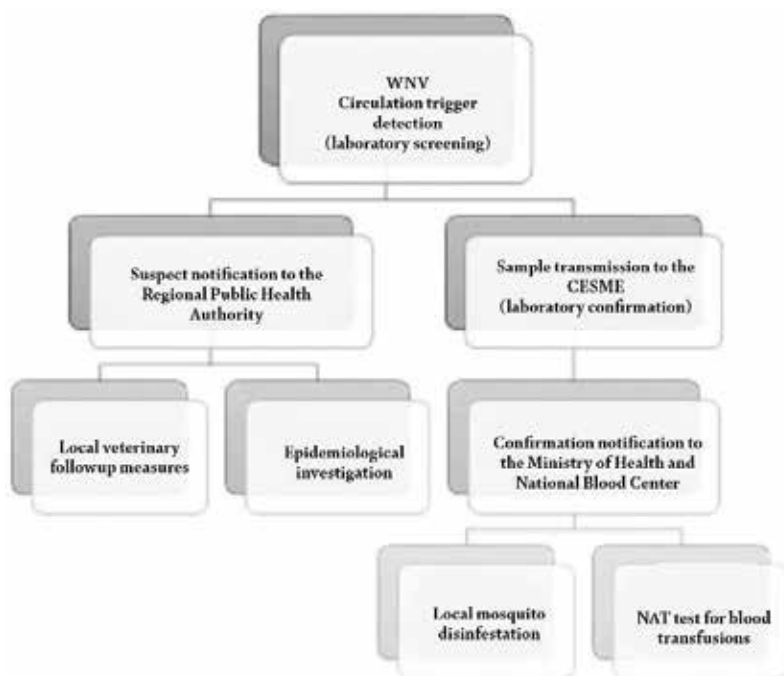 WNV
Circulation trigger
detection
(laboratory screening)
Suspect notification to the
Regional Public Health
Authority
Sample transmission to the
CESME
(laboratory confirmation)
Local veterinary
followup measures
Epidemiological
investigation
Confirmation notification to
the Ministry of Health and
National Blood Center
Local mosquito
disinfestation
NAT test for blood
transfusions